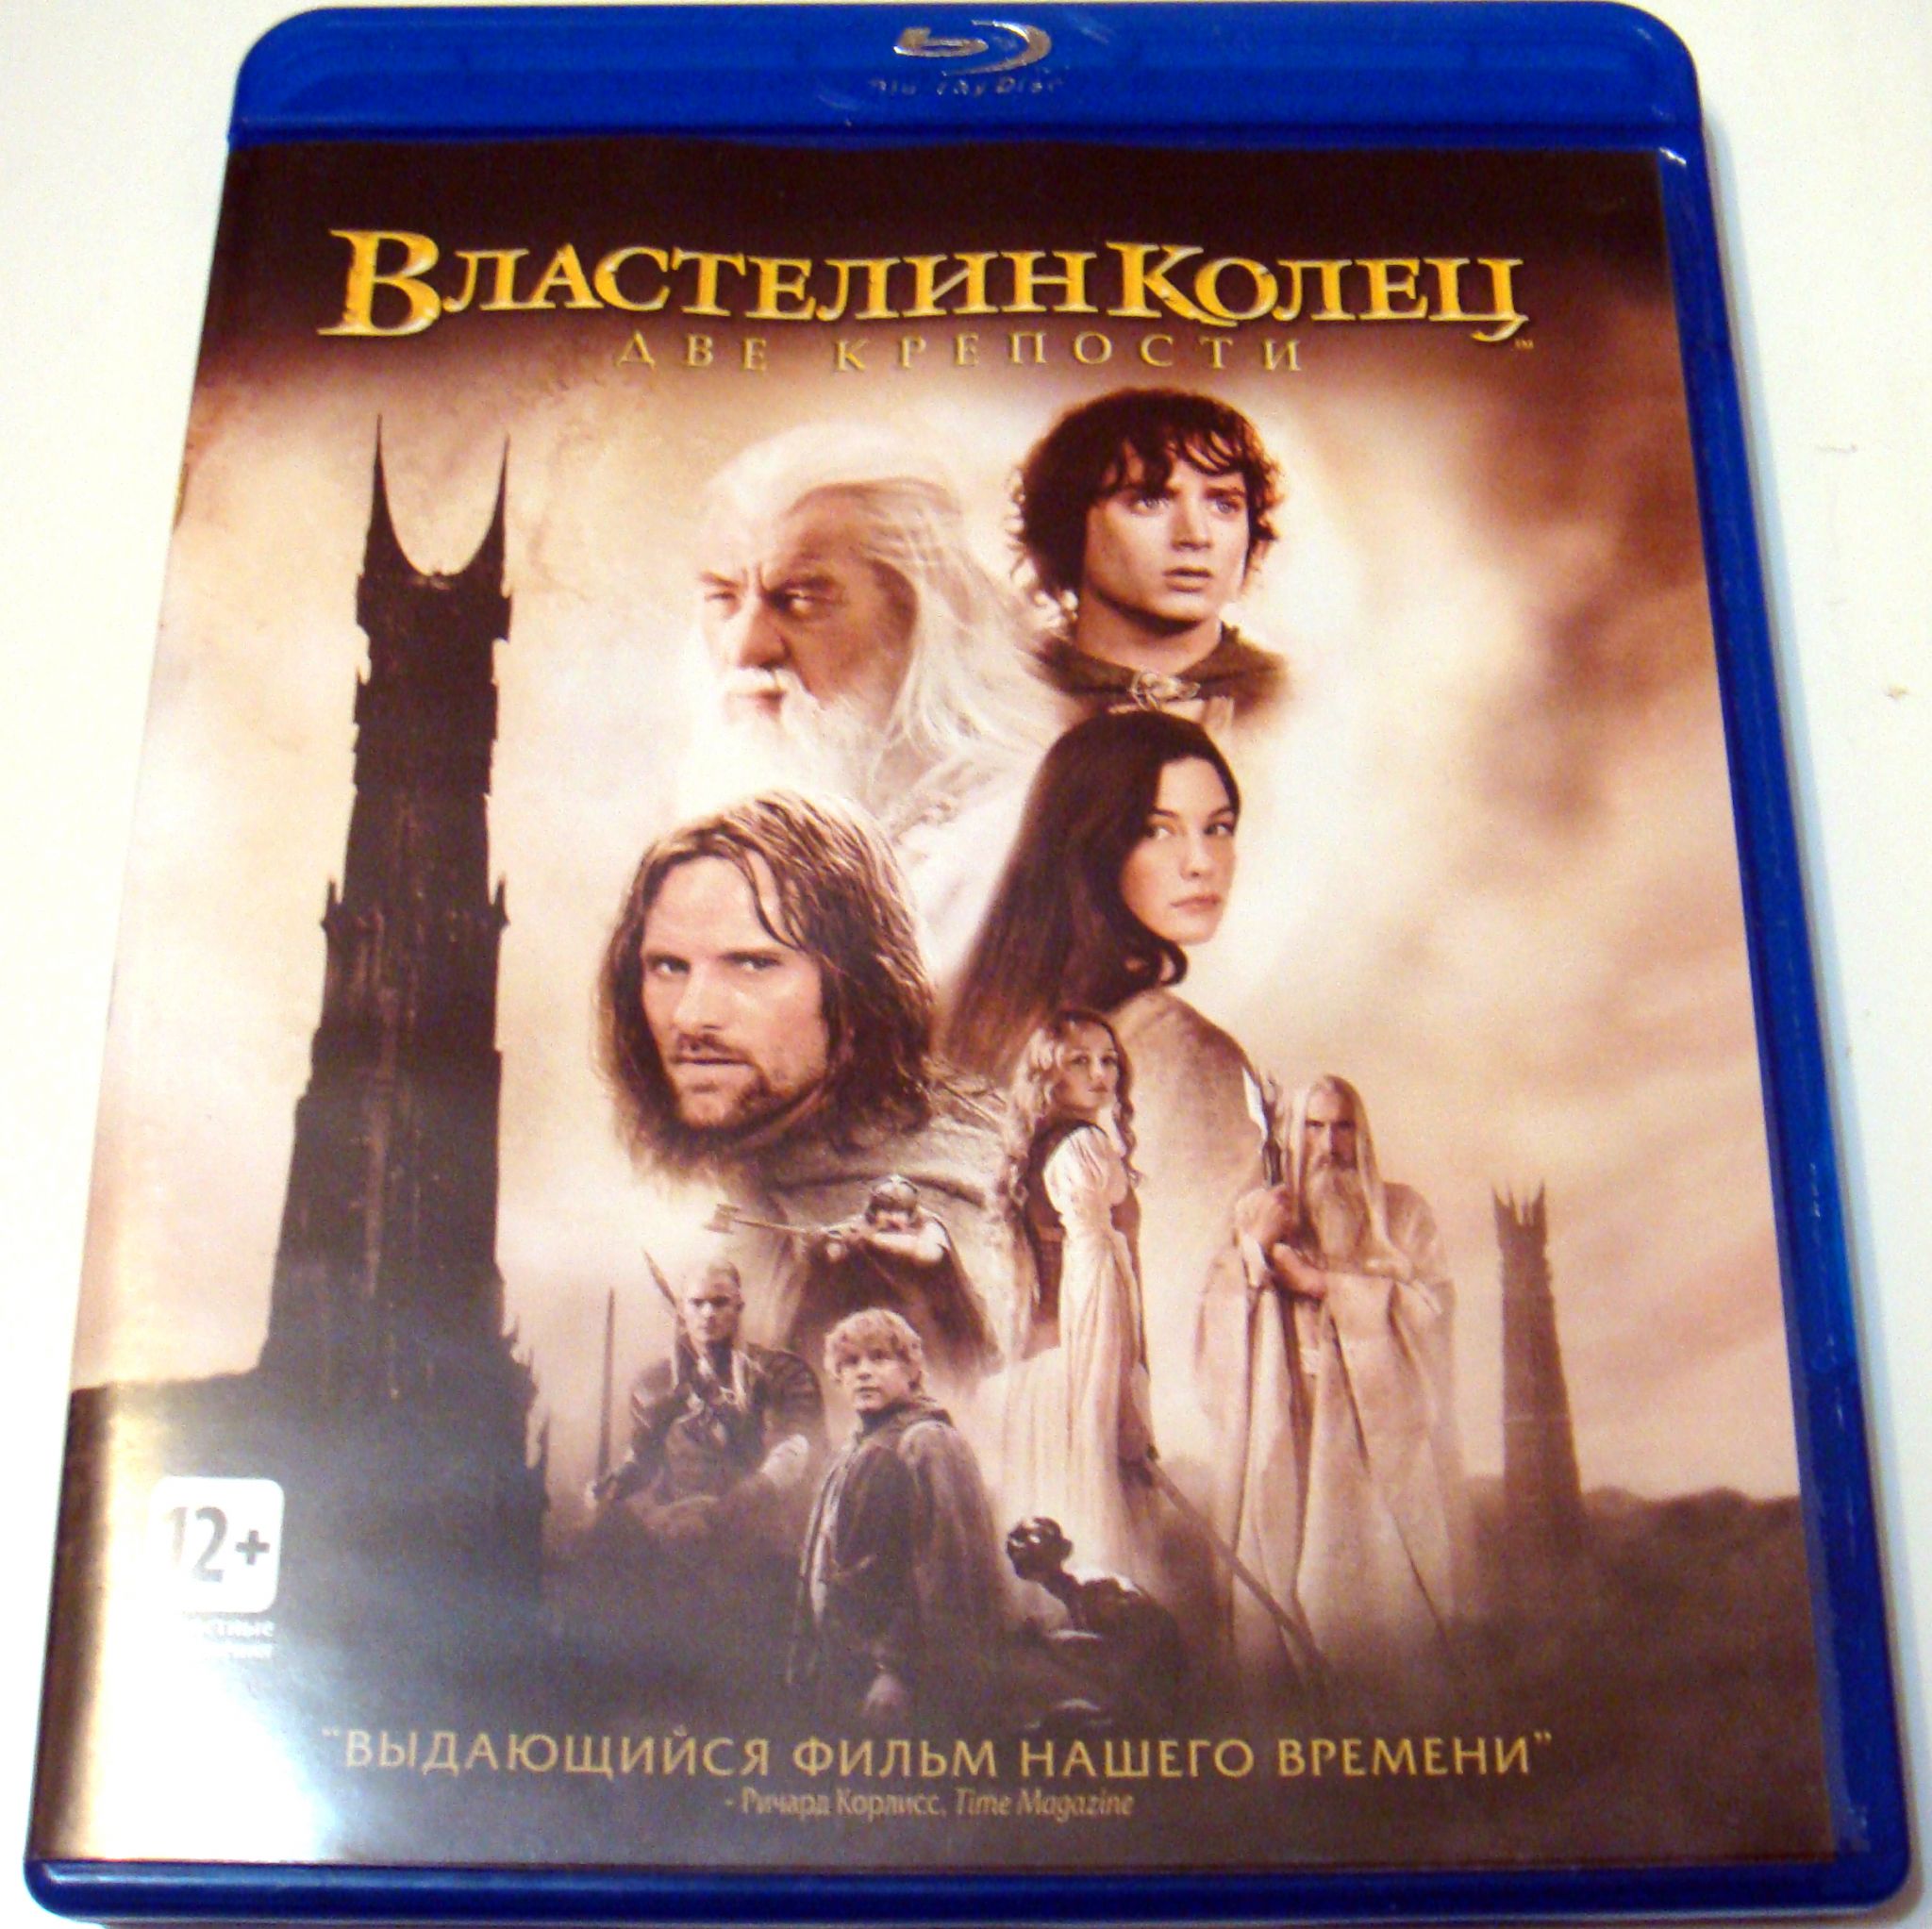 Blu-ray Disc
ВЛАСТЕЛИН КОЛЕЦ
TM
ДВЕ КРЕПОСТИ
12+
"ВЫДАЮЩИЙСЯ ФИЛЬМ НАШЕГО ВРЕМЕНИ"
- Ричард Корлисс, Time Magazine